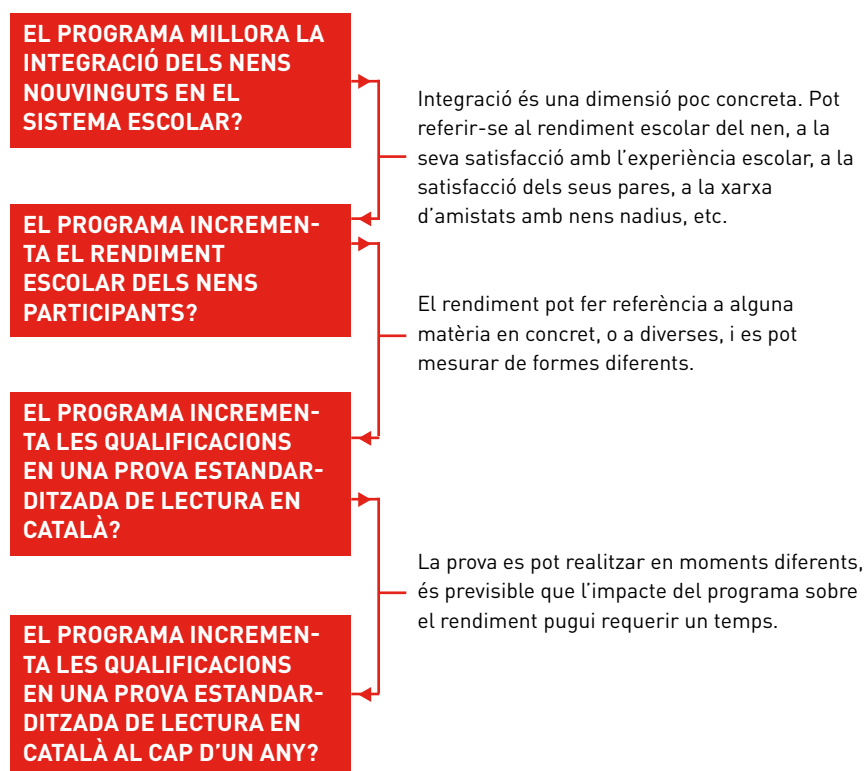 EL PROGRAMA MILLORA LA
INTEGRACIÓ DELS NENS
NOUVINGUTS EN EL
SISTEMA ESCOLAR?
Integració és una dimensió poc concreta. Pot
referir-se al rendiment escolar del nen, a la
seva satisfacció amb l'experiència escolar, a la
satisfacció dels seus pares, a la xarxa
d'amistats amb nens nadius, etc.
EL PROGRAMA INCREMEN-
TA EL RENDIMENT
ESCOLAR DELS NENS
PARTICIPANTS?
El rendiment pot fer referència a alguna
matèria en concret, o a diverses, i es pot
mesurar de formes diferents.
EL PROGRAMA INCREMEN-
TA LES QUALIFICACIONS
EN UNA PROVA ESTANDAR-
DITZADA DE LECTURA EN
CATALÀ?
La prova es pot realitzar en moments diferents,
és previsible que l'impacte del programa sobre
el rendiment pugui requerir un temps.
EL PROGRAMA INCREMEN-
TA LES QUALIFICACIONS
EN UNA PROVA ESTANDAR-
DITZADA DE LECTURA EN
CATALÀ AL CAP D'UN ANY?